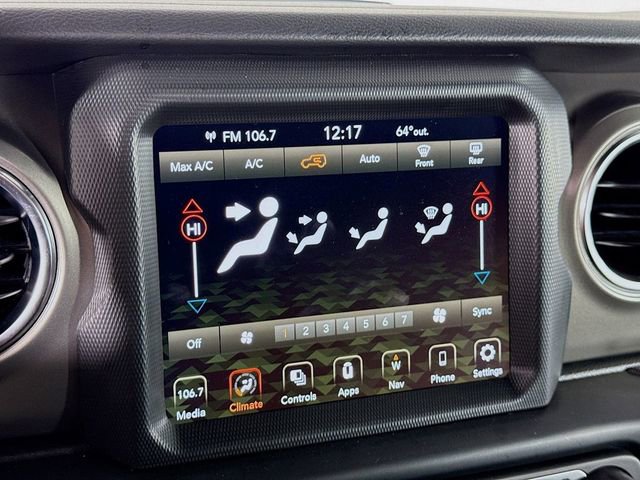 FM 106.7 12:17 64°out.
Max A/C A/C Auto Front Rear
HI HI
Off 1 2 3 4 5 6 7 Sync
106.7 W
Media Climate Controls Apps Nav Phone Settings